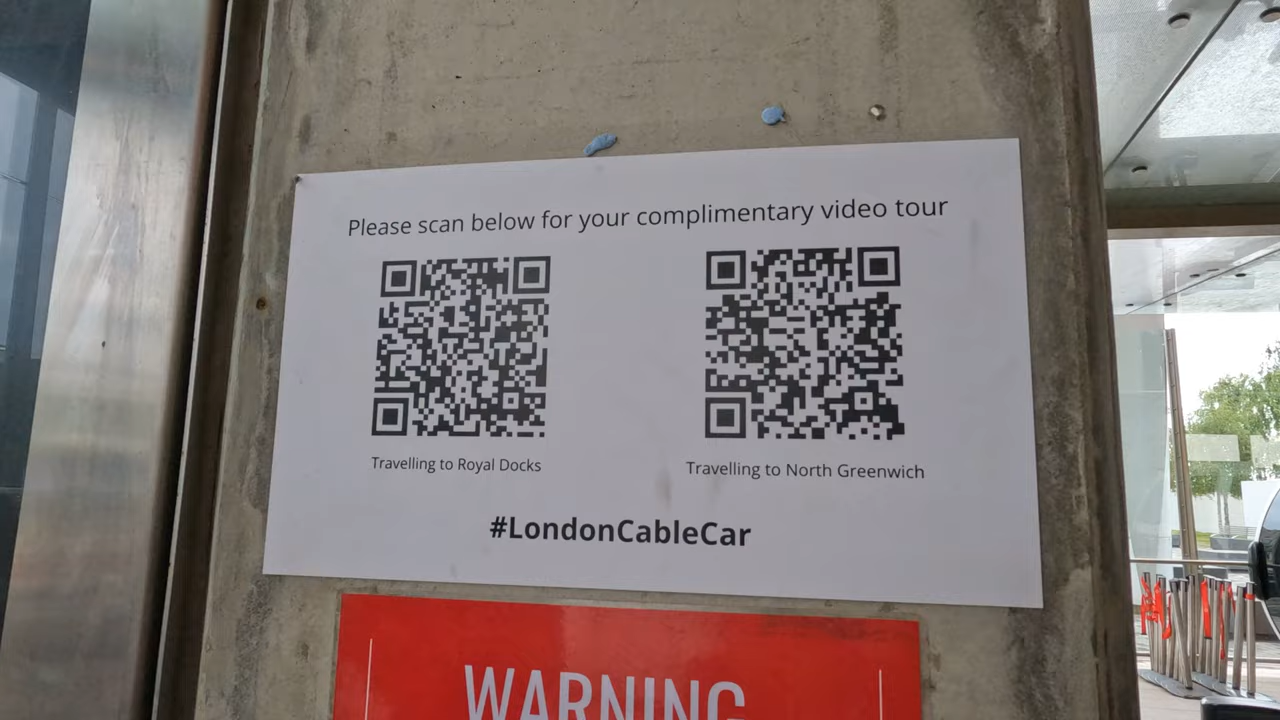 Please scan below for your complimentary video tour
Travelling to Royal Docks
Travelling to North Greenwich
#LondonCableCar
WARNING